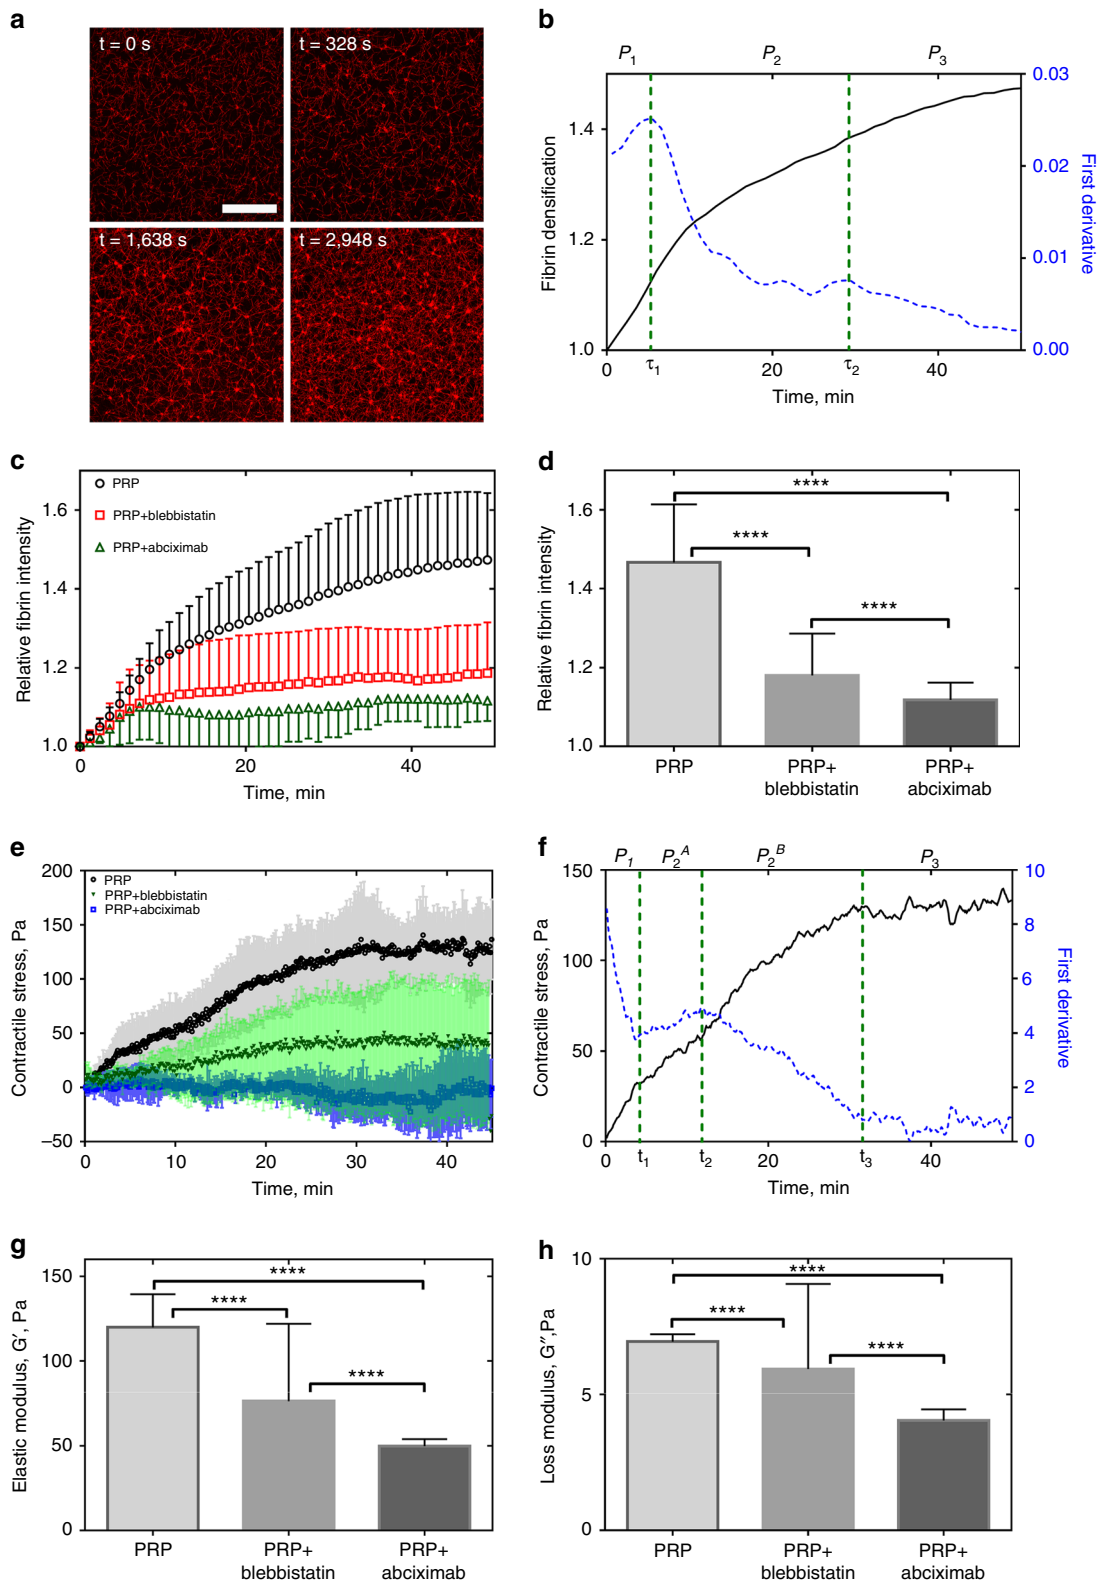 a
t = 0 s
t = 328 s
t = 1,638 s
t = 2,948 s
b
P1 P2 P3
1.4
1.2
1.0
Fibrin densification
0.03
0.02
0.01
0.00
First derivative
0 τ1 20 τ2 40
Time, min
c
PRP
PRP+blebbistatin
PRP+abciximab
1.6
1.4
1.2
1.0
Relative fibrin intensity
0 20 40
Time, min
d
****
****
****
1.6
1.4
1.2
1.0
Relative fibrin intensity
PRP
PRP+
blebbistatin
PRP+
abciximab
e
PRP
PRP+blebbistatin
PRP+abciximab
200
150
100
50
0
–50
Contractile stress, Pa
0 10 20 30 40
Time, min
f
P1 P2A P2B P3
150
100
50
0
Contractile stress, Pa
10
8
6
4
2
0
First derivative
0 t1 t2 20 t3 40
Time, min
g
****
****
****
150
100
50
0
Elastic modulus, G′, Pa
PRP
PRP+
blebbistatin
PRP+
abciximab
h
****
****
****
10
5
0
Loss modulus, G″,Pa
PRP
PRP+
blebbistatin
PRP+
abciximab